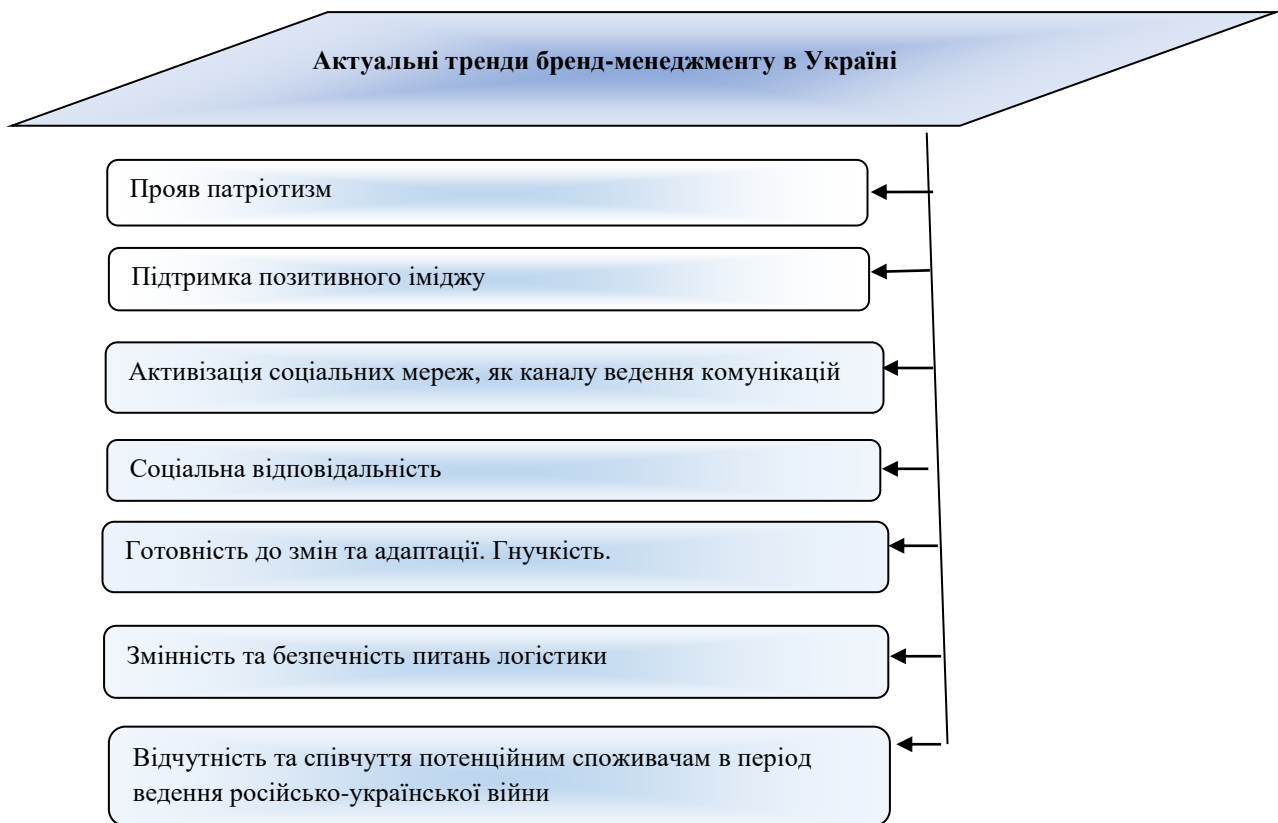 Актуальні тренди бренд-менеджменту в Україні
Прояв патріотизм
Підтримка позитивного іміджу
Активізація соціальних мереж, як каналу ведення комунікацій
Соціальна відповідальність
Готовність до змін та адаптації. Гнучкість.
Змінність та безпечність питань логістики
Відчутність та співчуття потенційним споживачам в період
ведення російсько-української війни